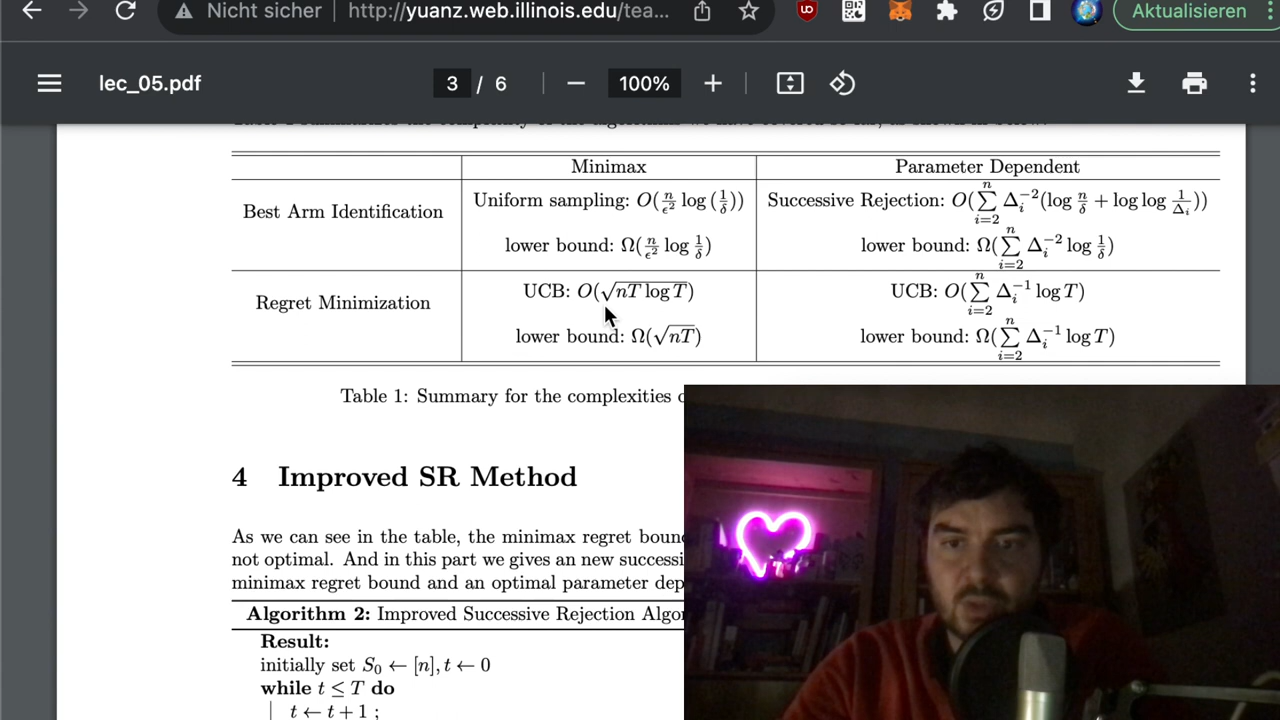 Nicht sicher http://yuanz.web.illinois.edu/tea... Aktualisieren
lec_05.pdf 3 / 6 100%
Minimax Parameter Dependent
Best Arm Identification Uniform sampling: O(n/ϵ² log (1/δ)) Successive Rejection: O(∑_{i=2}^{n} Δ_i^{-2}(log n/δ + log log 1/Δ_i))
lower bound: Ω(n/ϵ² log 1/δ) lower bound: Ω(∑_{i=2}^{n} Δ_i^{-2} log 1/δ)
Regret Minimization UCB: O(√(nT log T)) UCB: O(∑_{i=2}^{n} Δ_i^{-1} log T)
lower bound: Ω(√(nT)) lower bound: Ω(∑_{i=2}^{n} Δ_i^{-1} log T)
Table 1: Summary for the complexities
4 Improved SR Method
As we can see in the table, the minimax regret
not optimal. And in this part we gives an new
minimax regret bound and an optimal parameter
Algorithm 2: Improved Successive Rejection
Result:
initially set S₀ ← [n], t ← 0
while t ≤ T do
t ← t + 1 ;